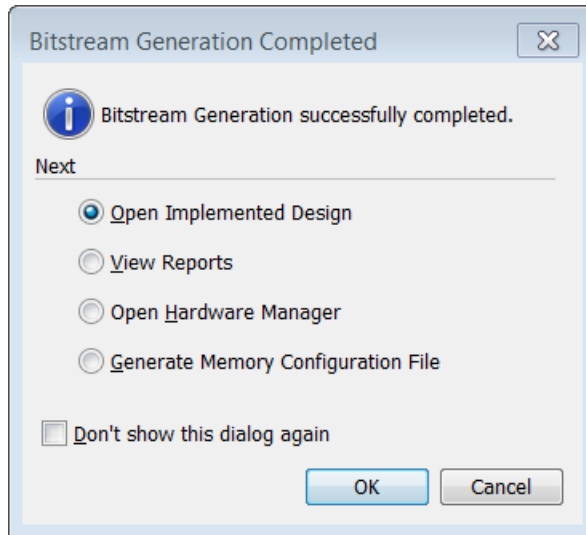 Bitstream Generation Completed
Bitstream Generation successfully completed.
Next
Open Implemented Design
View Reports
Open Hardware Manager
Generate Memory Configuration File
Don't show this dialog again
OK
Cancel